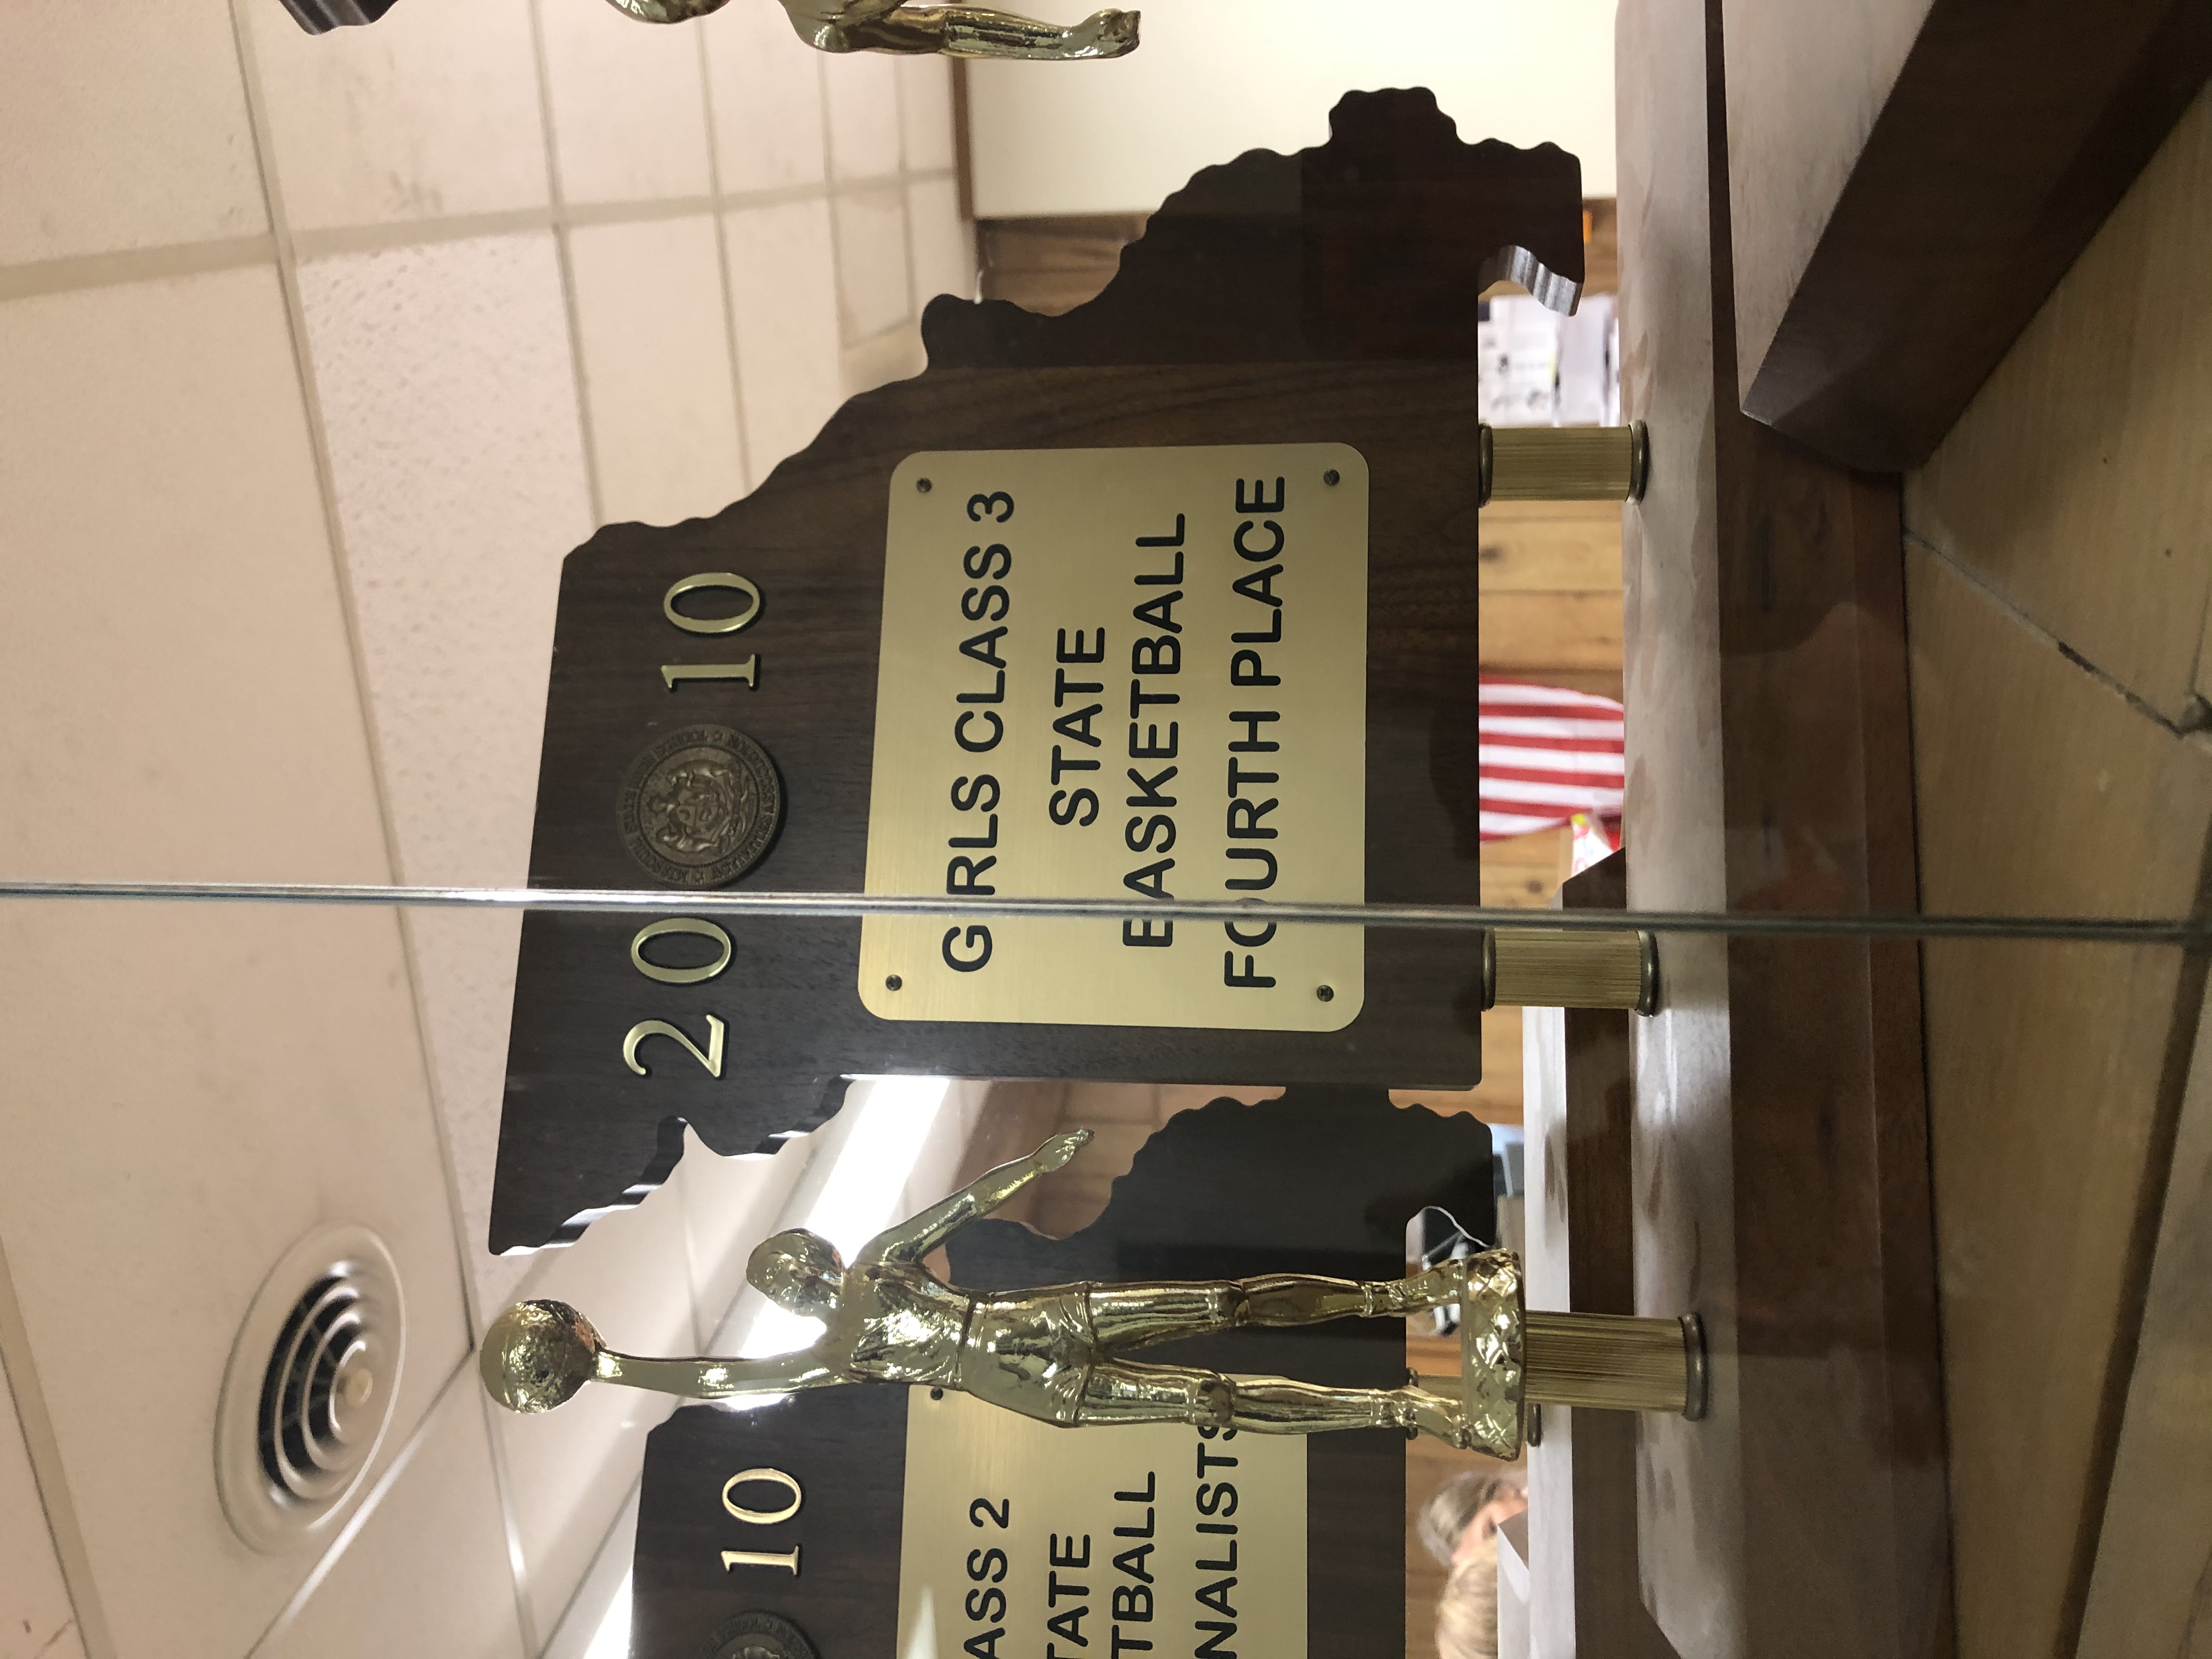 10
ASS 2
TATE
TBALL
NALISTS
20 10
GIRLS CLASS 3
STATE
BASKETBALL
FOURTH PLACE